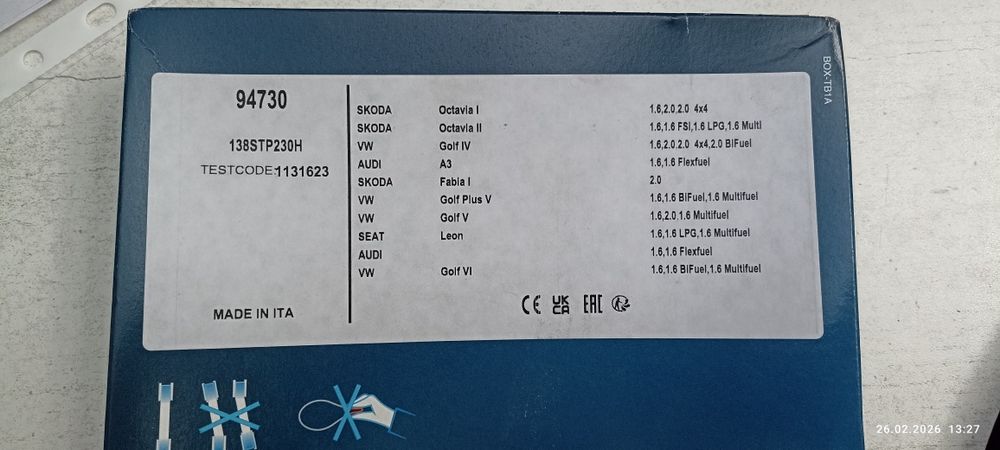 BOX-TB1A
94730
138STP230H
TESTCODE:1131623
MADE IN ITA
SKODA Octavia I 1.6,2.0,2.0 4x4
SKODA Octavia II 1.6,1.6 FSI,1.6 LPG,1.6 Multi
VW Golf IV 1.6,2.0,2.0 4x4,2.0 BiFuel
AUDI A3 1.6,1.6 Flexfuel
SKODA Fabia I 2.0
VW Golf Plus V 1.6,1.6 BiFuel,1.6 Multifuel
VW Golf V 1.6,2.0,1.6 Multifuel
SEAT Leon 1.6,1.6 LPG,1.6 Multifuel
AUDI 1.6,1.6 Flexfuel
VW Golf VI 1.6,1.6 BiFuel,1.6 Multifuel
CE UKCA EAC
26.02.2026 13:27